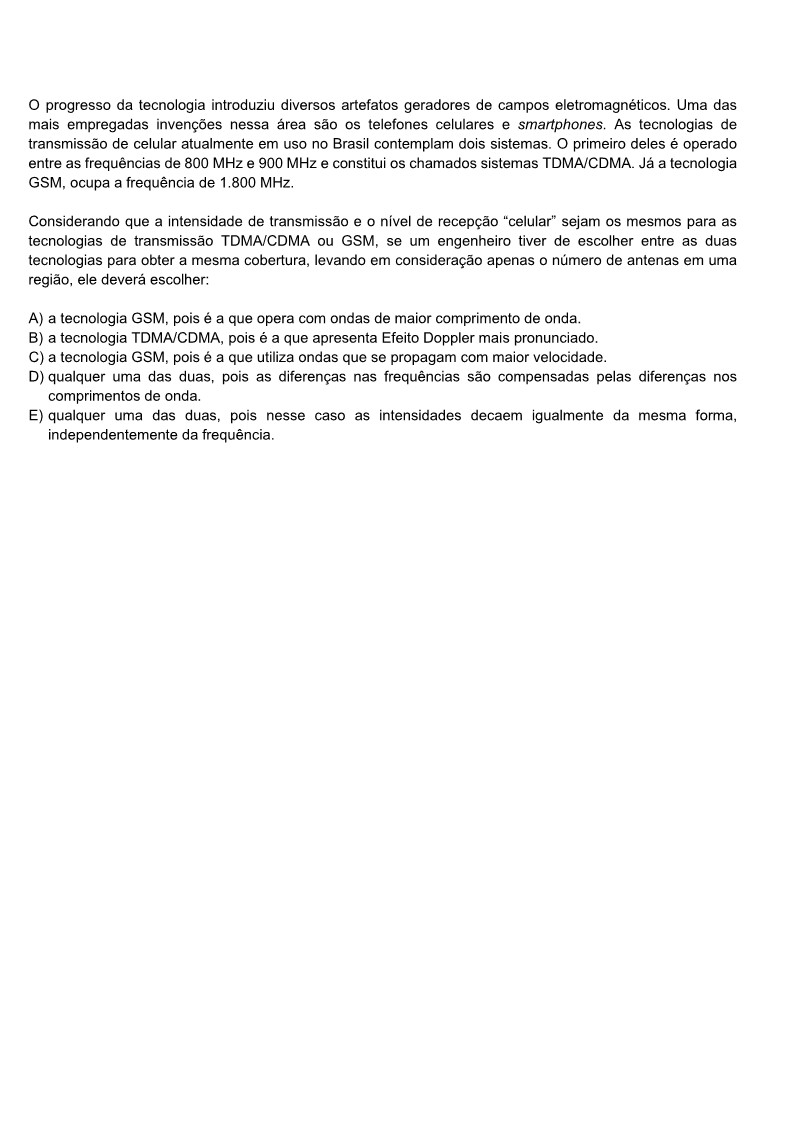 O progresso da tecnologia introduziu diversos artefatos geradores de campos eletromagnéticos. Uma das
mais empregadas invenções nessa área são os telefones celulares e smartphones. As tecnologias de
transmissão de celular atualmente em uso no Brasil contemplam dois sistemas. O primeiro deles é operado
entre as frequências de 800 MHz e 900 MHz e constitui os chamados sistemas TDMA/CDMA. Já a tecnologia
GSM, ocupa a frequência de 1.800 MHz.
Considerando que a intensidade de transmissão e o nível de recepção “celular” sejam os mesmos para as
tecnologias de transmissão TDMA/CDMA ou GSM, se um engenheiro tiver de escolher entre as duas
tecnologias para obter a mesma cobertura, levando em consideração apenas o número de antenas em uma
região, ele deverá escolher:
A) a tecnologia GSM, pois é a que opera com ondas de maior comprimento de onda.
B) a tecnologia TDMA/CDMA, pois é a que apresenta Efeito Doppler mais pronunciado.
C) a tecnologia GSM, pois é a que utiliza ondas que se propagam com maior velocidade.
D) qualquer uma das duas, pois as diferenças nas frequências são compensadas pelas diferenças nos
comprimentos de onda.
E) qualquer uma das duas, pois nesse caso as intensidades decaem igualmente da mesma forma,
independentemente da frequência.